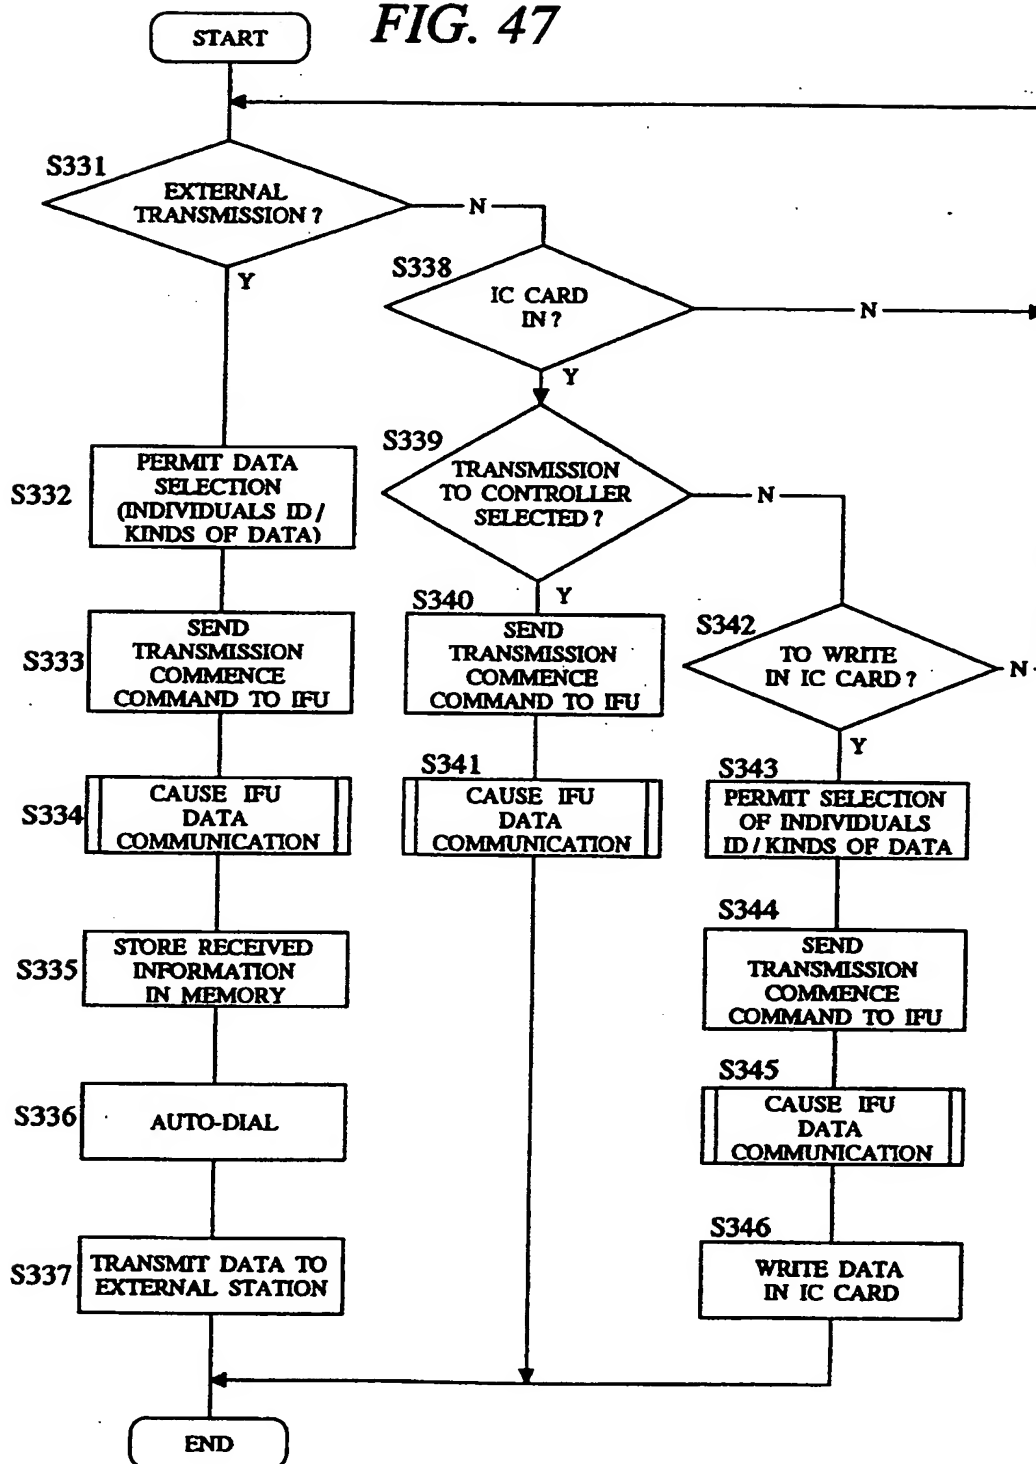 FIG. 47
START
S331
EXTERNAL
TRANSMISSION ?
N
Y
S338
IC CARD
IN ?
N
Y
S339
TRANSMISSION
TO CONTROLLER
SELECTED ?
N
Y
S332
PERMIT DATA
SELECTION
(INDIVIDUALS ID /
KINDS OF DATA)
S333
SEND
TRANSMISSION
COMMENCE
COMMAND TO IFU
S334
CAUSE IFU
DATA
COMMUNICATION
S335
STORE RECEIVED
INFORMATION
IN MEMORY
S336
AUTO-DIAL
S337
TRANSMIT DATA TO
EXTERNAL STATION
S340
SEND
TRANSMISSION
COMMENCE
COMMAND TO IFU
S341
CAUSE IFU
DATA
COMMUNICATION
S342
TO WRITE
IN IC CARD ?
N
Y
S343
PERMIT SELECTION
OF INDIVIDUALS
ID / KINDS OF DATA
S344
SEND
TRANSMISSION
COMMENCE
COMMAND TO IFU
S345
CAUSE IFU
DATA
COMMUNICATION
S346
WRITE DATA
IN IC CARD
END